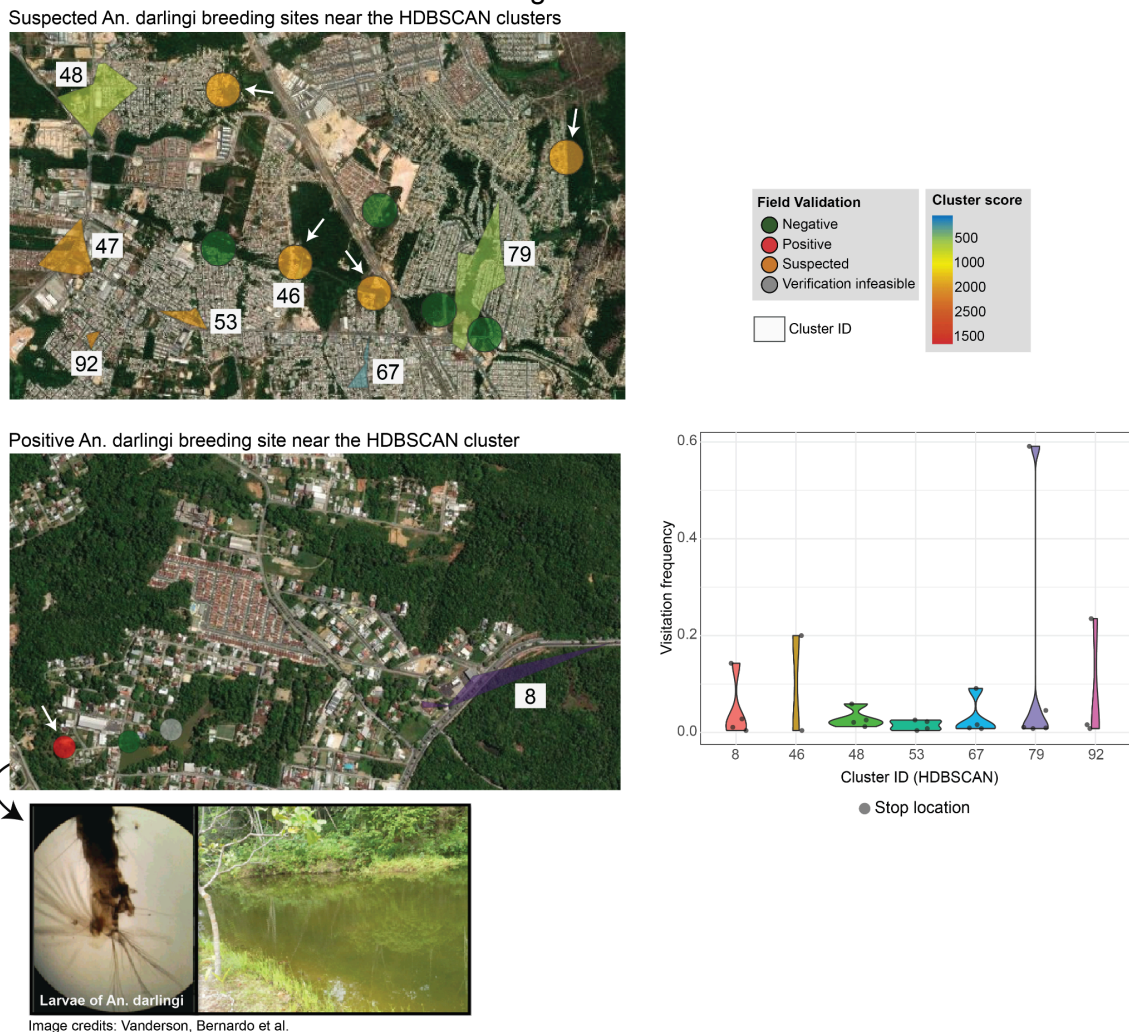 Suspected An. darlingi breeding sites near the HDBSCAN clusters
48
47
46
53
79
92
67
Field Validation
Negative
Positive
Suspected
Verification infeasible
Cluster ID
Cluster score
500
1000
2000
2500
1500
Positive An. darlingi breeding site near the HDBSCAN cluster
8
Larvae of An. darlingi
Image credits: Vanderson, Bernardo et al.
Visitation frequency
0.6
0.4
0.2
0.0
8 46 48 53 67 79 92
Cluster ID (HDBSCAN)
Stop location